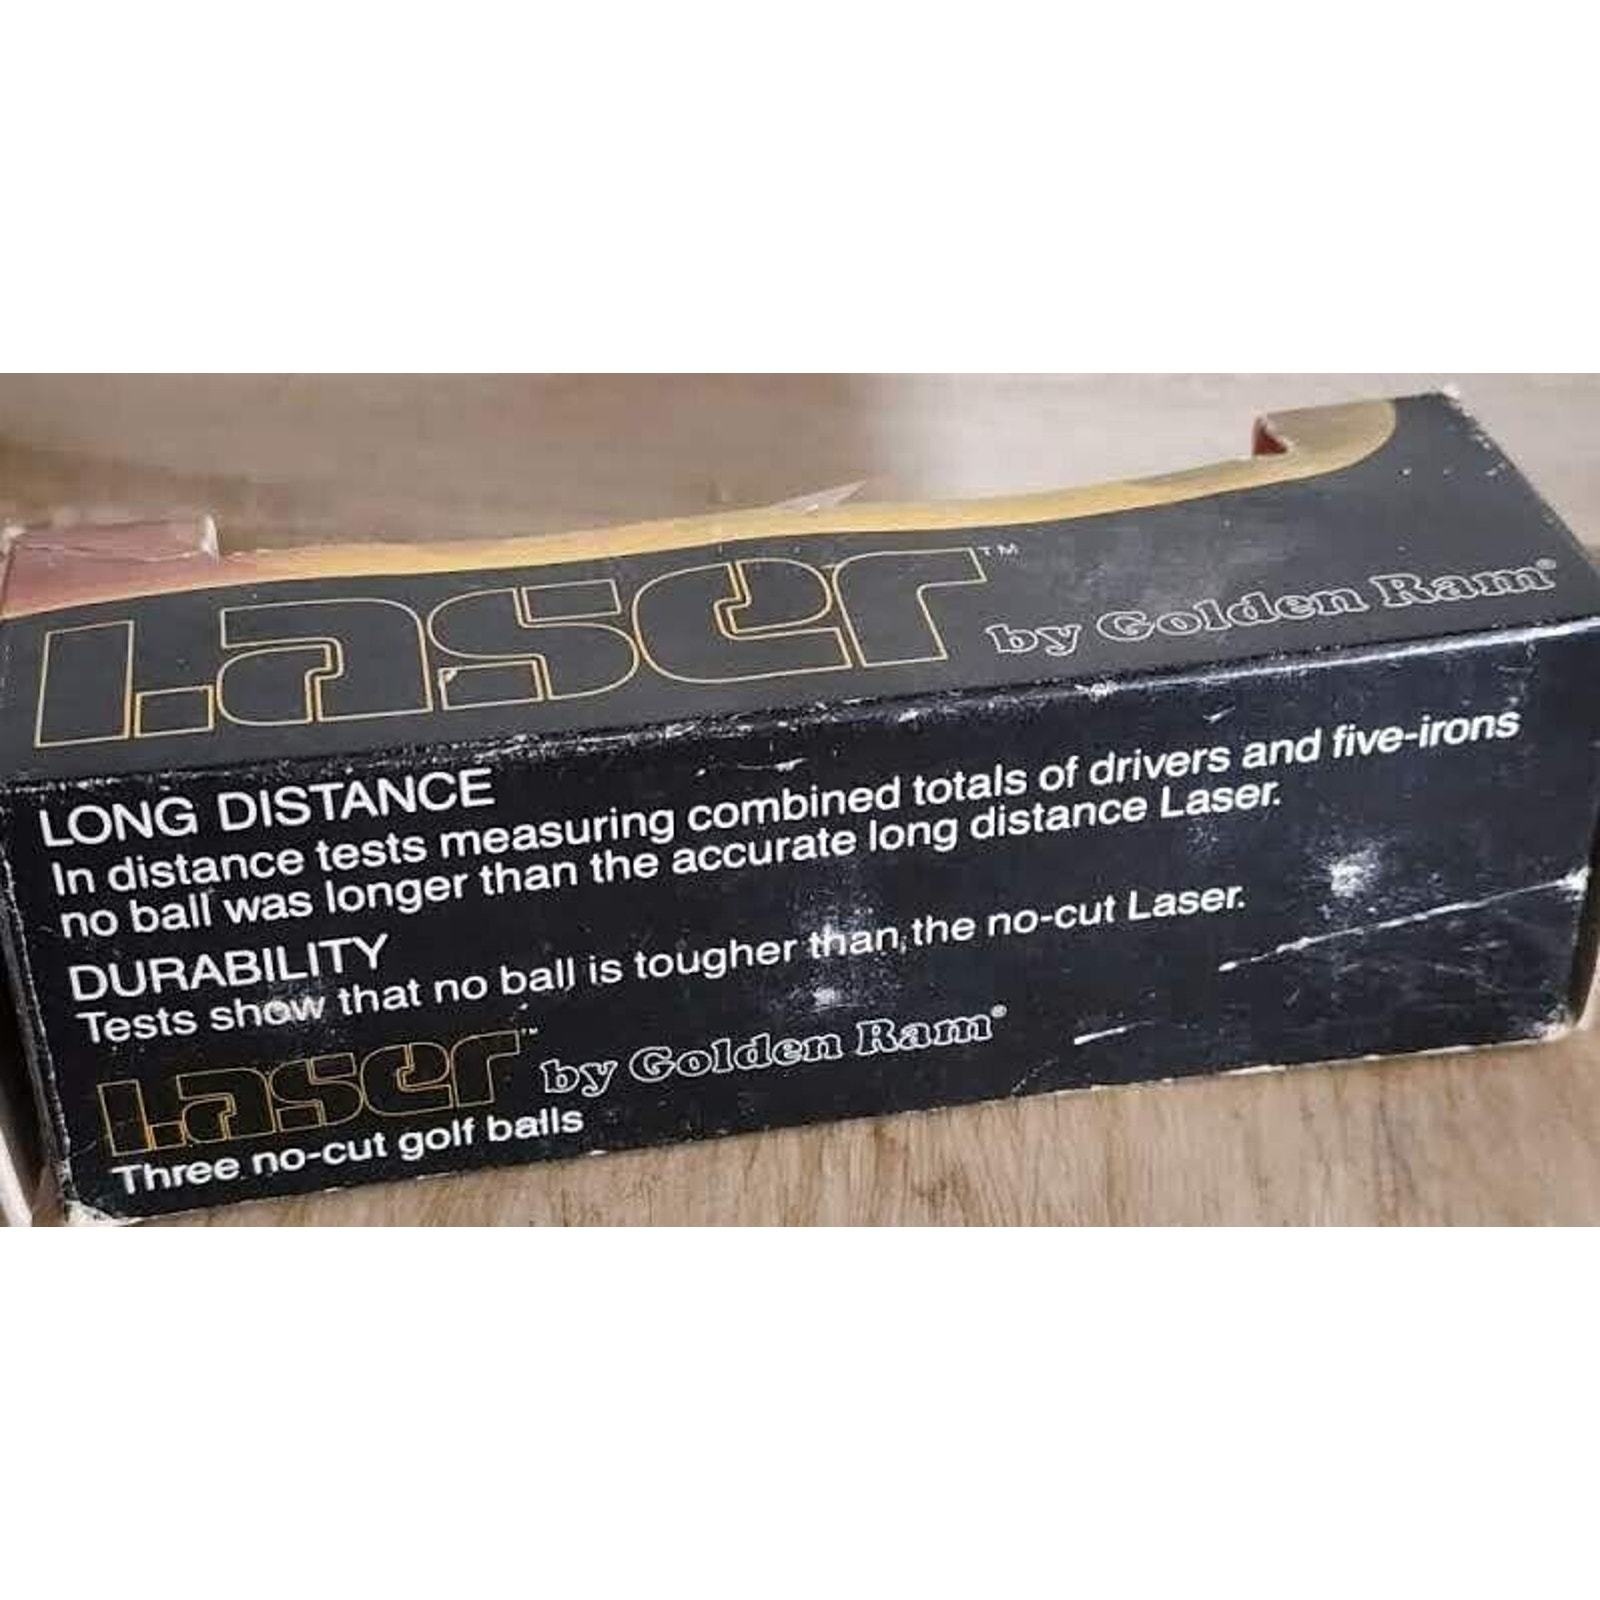 Laser™ by Golden Ram®
LONG DISTANCE
In distance tests measuring combined totals of drivers and five-irons
no ball was longer than the accurate long distance Laser.
DURABILITY
Tests show that no ball is tougher than the no-cut Laser.
Laser™ by Golden Ram®
Three no-cut golf balls